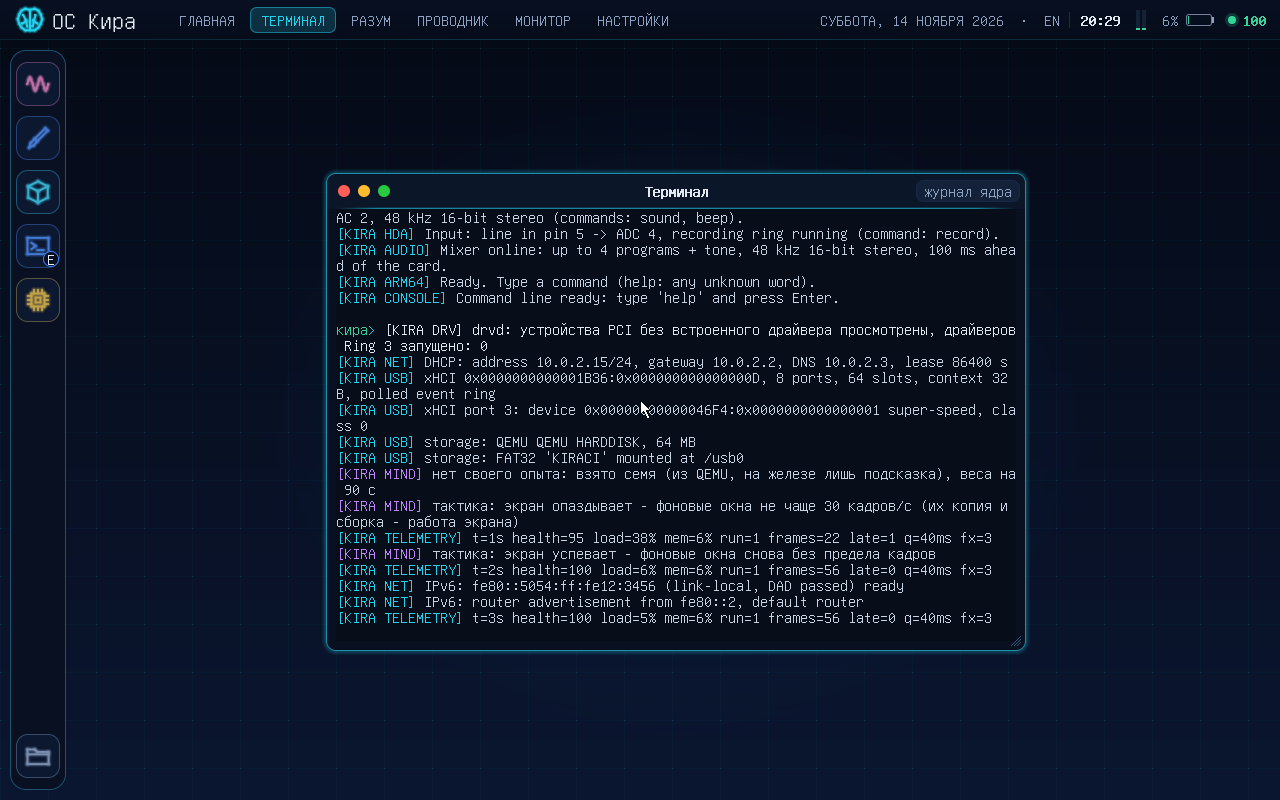 ОС Кира ГЛАВНАЯ ТЕРМИНАЛ РАЗУМ ПРОВОДНИК МОНИТОР НАСТРОЙКИ СУББОТА, 14 НОЯБРЯ 2026 · EN 20:29 6% 100
E
Терминал журнал ядра
AC 2, 48 kHz 16-bit stereo (commands: sound, beep).
[KIRA HDA] Input: line in pin 5 -> ADC 4, recording ring running (command: record).
[KIRA AUDIO] Mixer online: up to 4 programs + tone, 48 kHz 16-bit stereo, 100 ms ahea
d of the card.
[KIRA ARM64] Ready. Type a command (help: any unknown word).
[KIRA CONSOLE] Command line ready: type 'help' and press Enter.
кира> [KIRA DRV] drvd: устройства PCI без встроенного драйвера просмотрены, драйверов
Ring 3 запущено: 0
[KIRA NET] DHCP: address 10.0.2.15/24, gateway 10.0.2.2, DNS 10.0.2.3, lease 86400 s
[KIRA USB] xHCI 0x0000000000001B36:0x000000000000000D, 8 ports, 64 slots, context 32
B, polled event ring
[KIRA USB] xHCI port 3: device 0x00000000000046F4:0x0000000000000001 super-speed, cla
ss 0
[KIRA USB] storage: QEMU QEMU HARDDISK, 64 MB
[KIRA USB] storage: FAT32 'KIRACI' mounted at /usb0
[KIRA MIND] нет своего опыта: взято семя (из QEMU, на железе лишь подсказка), веса на
90 с
[KIRA MIND] тактика: экран опаздывает - фоновые окна не чаще 30 кадров/с (их копия и
сборка - работа экрана)
[KIRA TELEMETRY] t=1s health=95 load=38% mem=6% run=1 frames=22 late=1 q=40ms fx=3
[KIRA MIND] тактика: экран успевает - фоновые окна снова без предела кадров
[KIRA TELEMETRY] t=2s health=100 load=6% mem=6% run=1 frames=56 late=0 q=40ms fx=3
[KIRA NET] IPv6: fe80::5054:ff:fe12:3456 (link-local, DAD passed) ready
[KIRA NET] IPv6: router advertisement from fe80::2, default router
[KIRA TELEMETRY] t=3s health=100 load=5% mem=6% run=1 frames=56 late=0 q=40ms fx=3